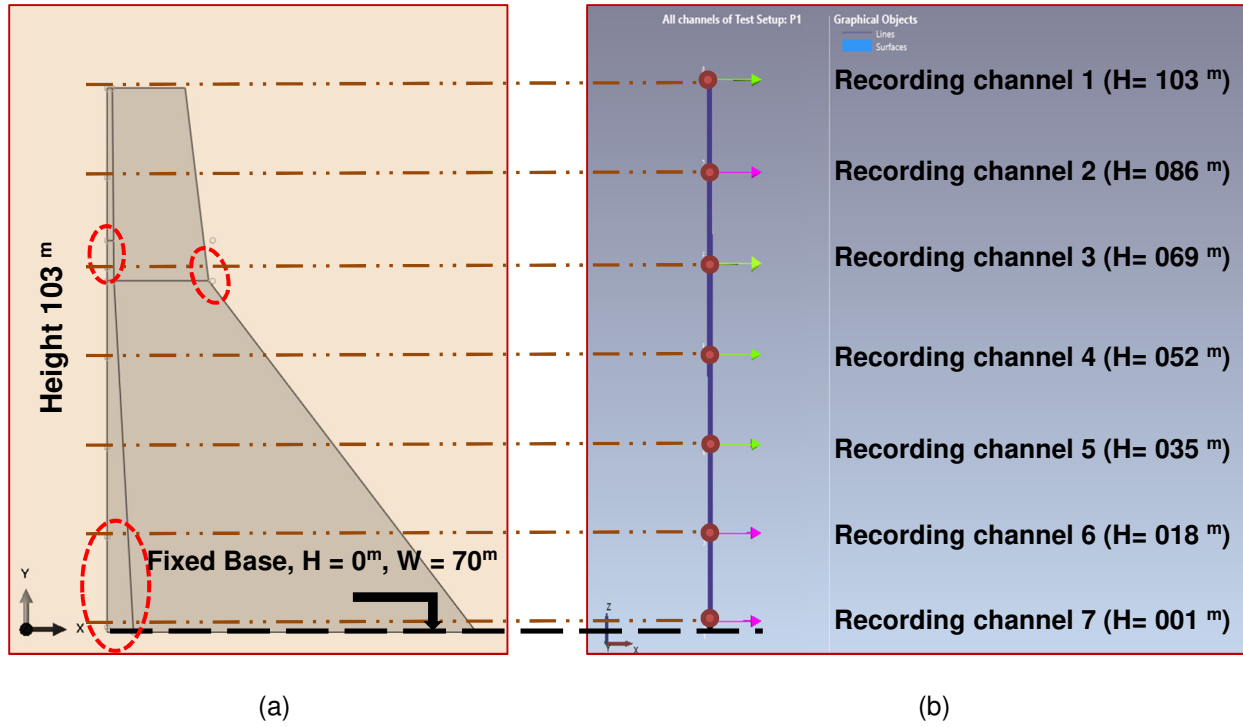 All channels of Test Setup: P1
Graphical Objects
Lines
Surfaces
Recording channel 1 (H= 103 m)
Recording channel 2 (H= 086 m)
Recording channel 3 (H= 069 m)
Recording channel 4 (H= 052 m)
Recording channel 5 (H= 035 m)
Recording channel 6 (H= 018 m)
Recording channel 7 (H= 001 m)
Height 103 m
Fixed Base, H = 0m, W = 70m
Y
X
Z
X
(a)
(b)